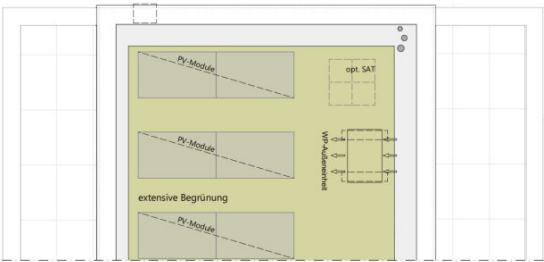 PV-Module
opt. SAT
PV-Module
WP-Außeneinheit
extensive Begrünung
PV-Module